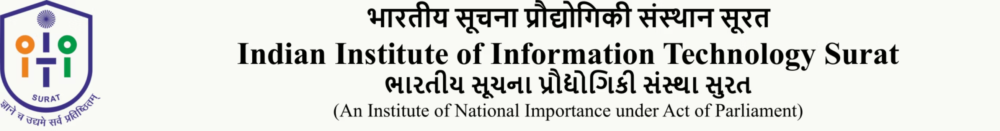 भारतीय सूचना प्रौद्योगिकी संस्थान सूरत
Indian Institute of Information Technology Surat
ભારતીય સૂચના પ્રૌદ્યોગિકી સંસ્થા સુરત
(An Institute of National Importance under Act of Parliament)
SURAT
ज्ञाने च उद्यमे सर्व प्रतिष्ठितम्